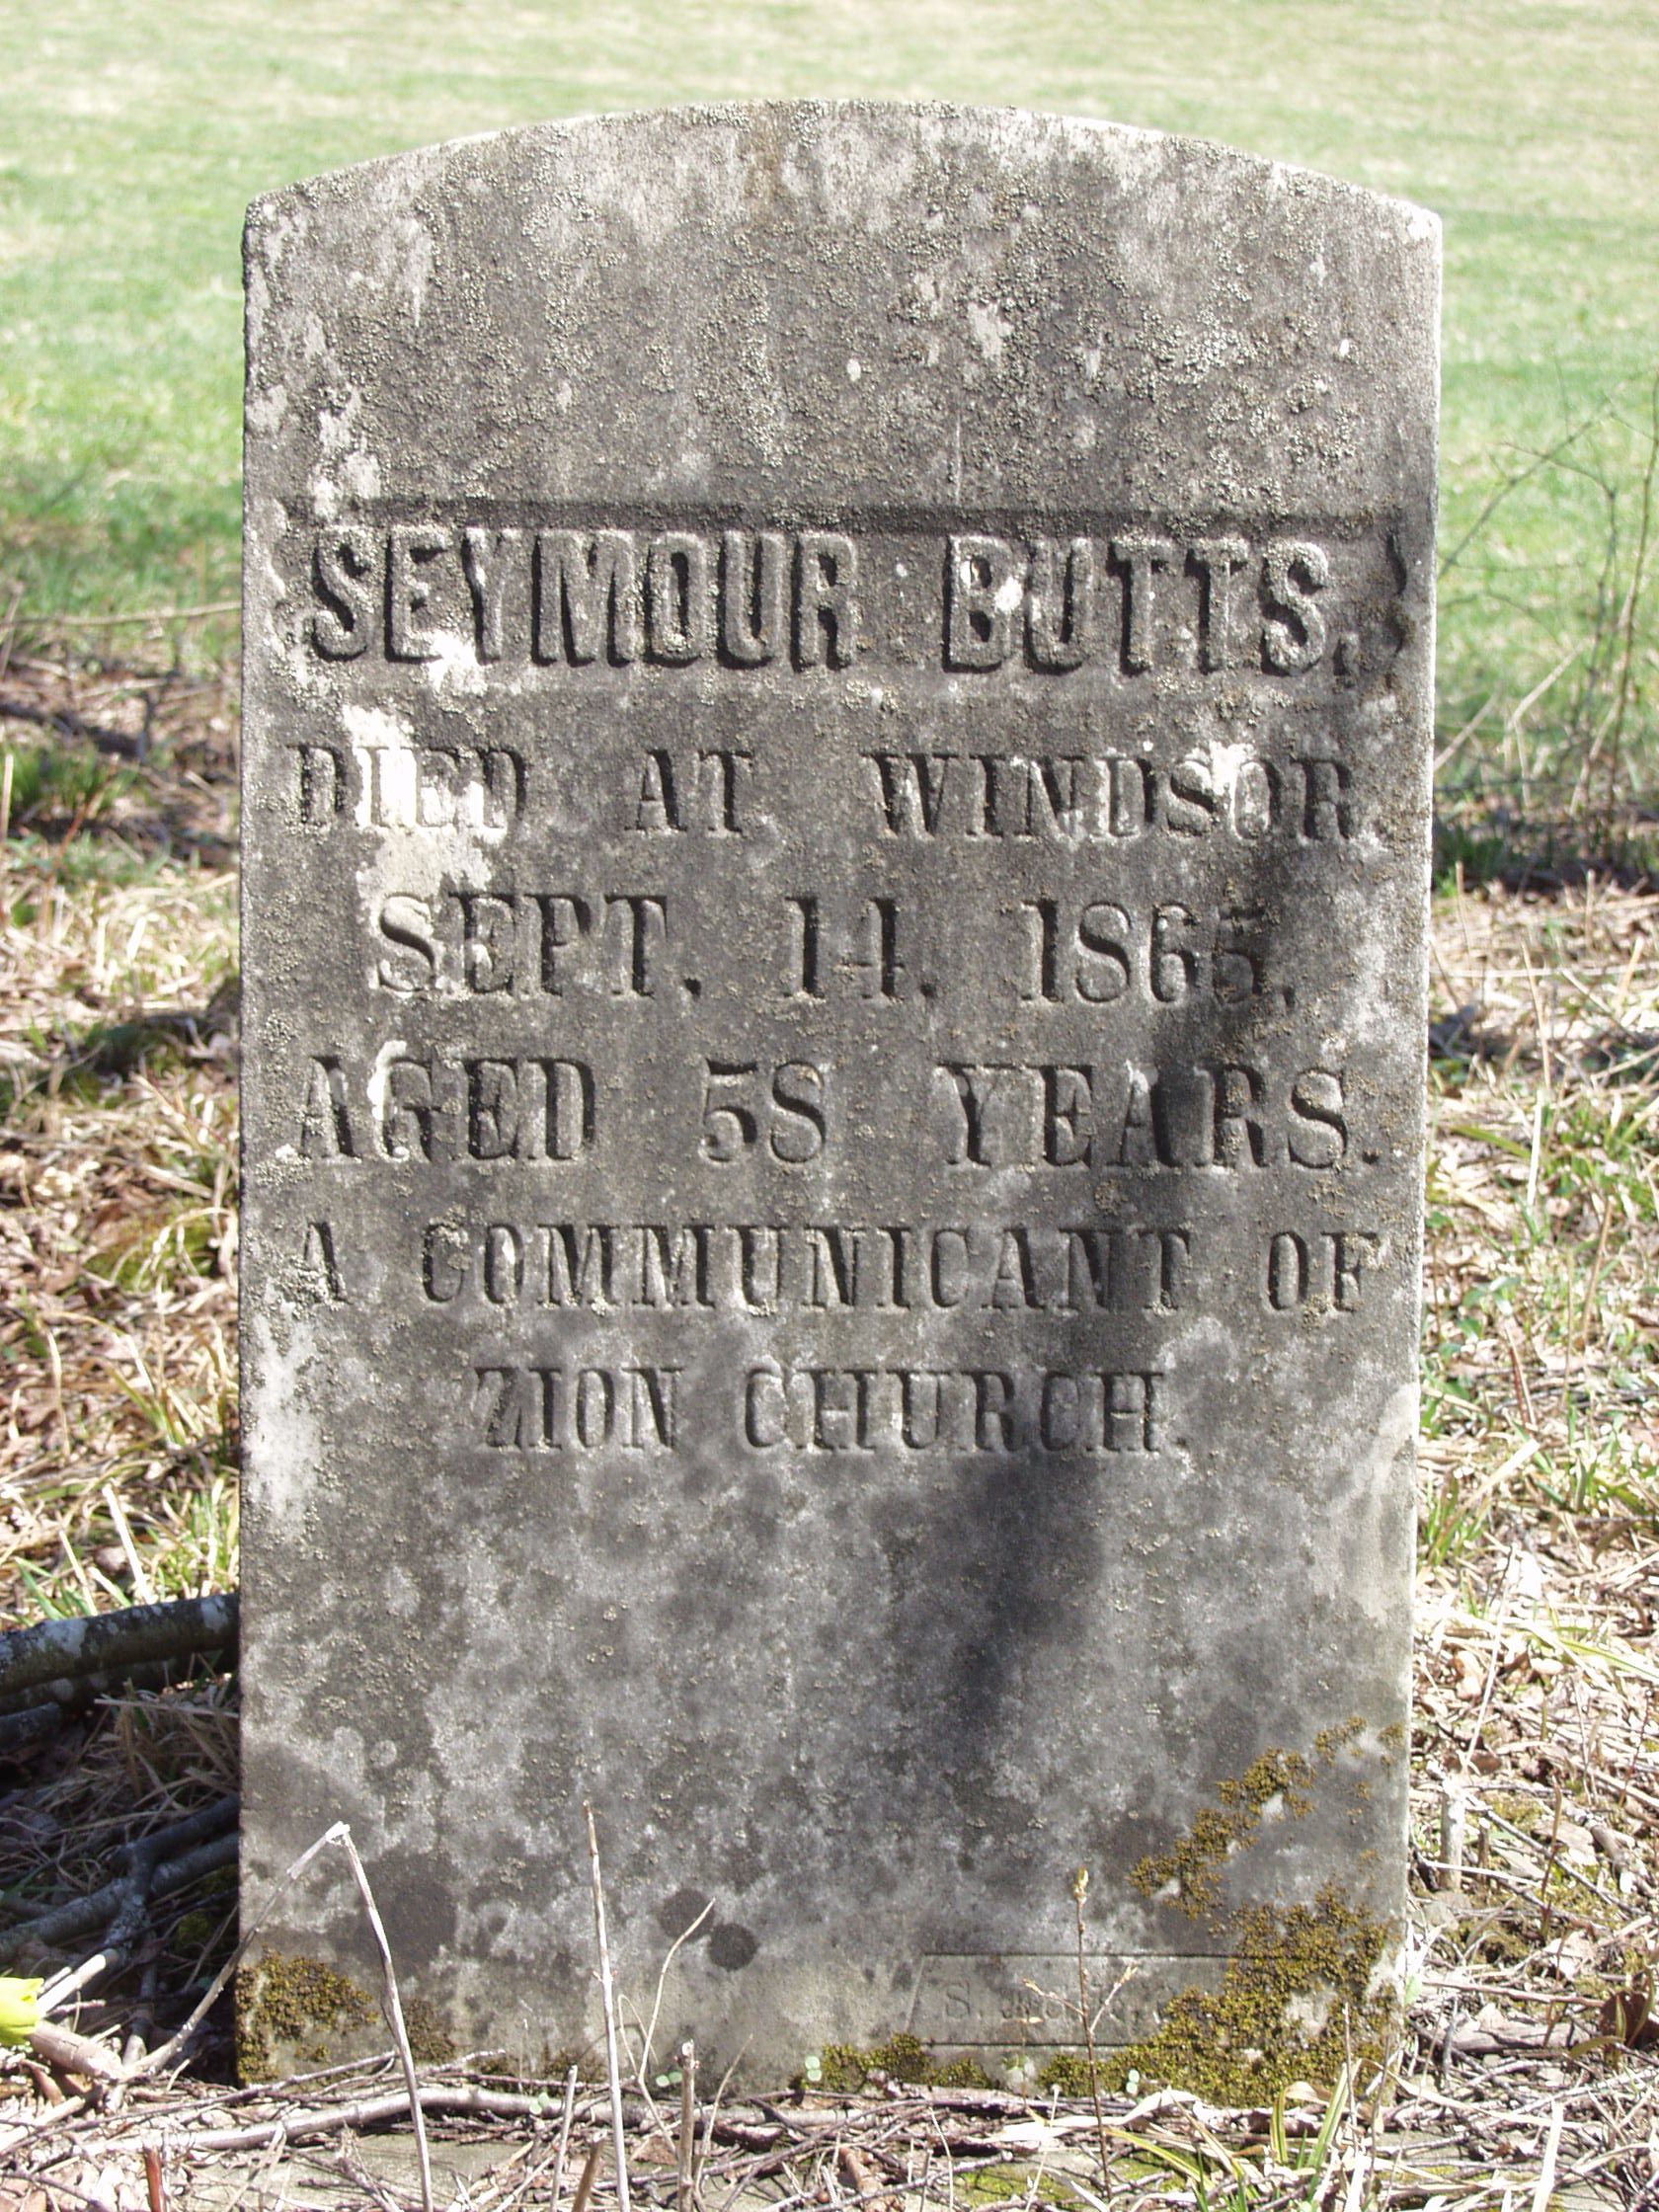 SEYMOUR BUTTS,
DIED AT WINDSOR
SEPT. 14, 1865,
AGED 58 YEARS.
A COMMUNICANT OF
ZION CHURCH.